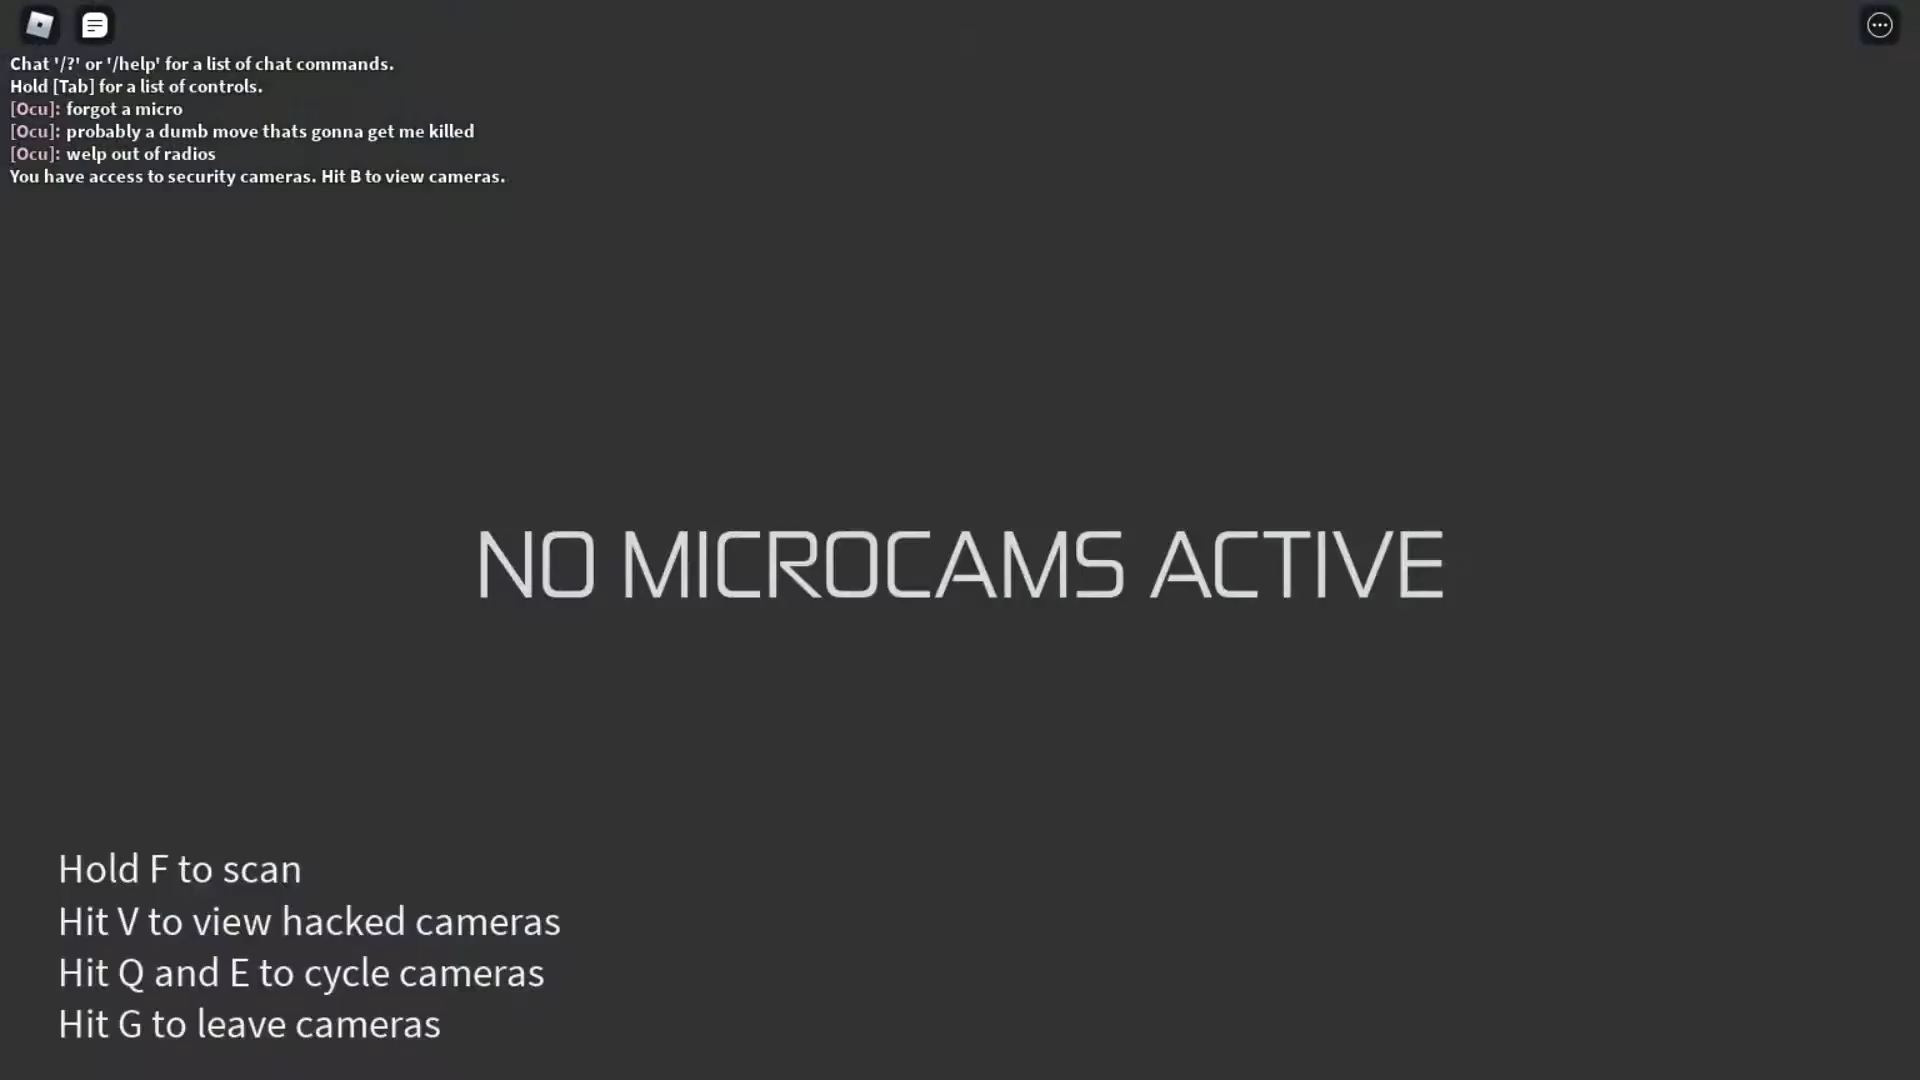 Chat '/?' or '/help' for a list of chat commands.
Hold [Tab] for a list of controls.
[Ocu]: forgot a micro
[Ocu]: probably a dumb move thats gonna get me killed
[Ocu]: welp out of radios
You have access to security cameras. Hit B to view cameras.
NO MICROCAMS ACTIVE
Hold F to scan
Hit V to view hacked cameras
Hit Q and E to cycle cameras
Hit G to leave cameras